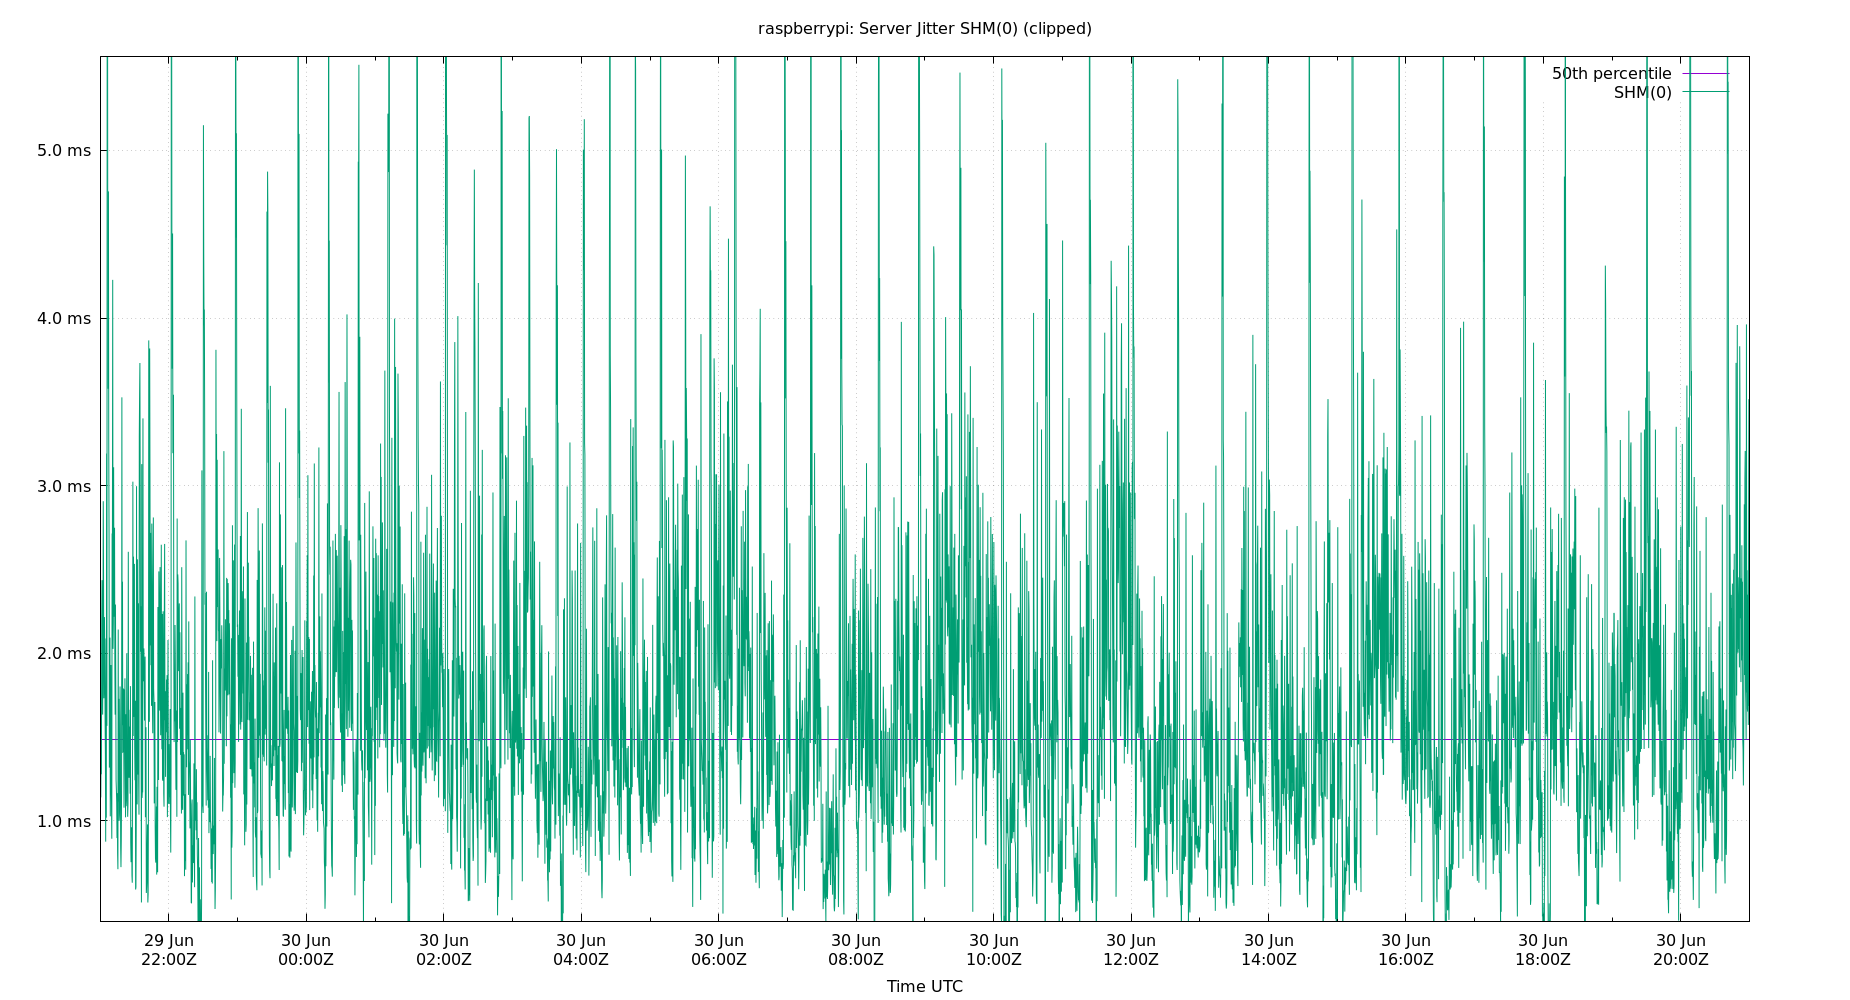 raspberrypi: Server Jitter SHM(0) (clipped)
50th percentile
SHM(0)
5.0 ms
4.0 ms
3.0 ms
2.0 ms
1.0 ms
29 Jun 30 Jun 30 Jun 30 Jun 30 Jun 30 Jun 30 Jun 30 Jun 30 Jun 30 Jun 30 Jun 30 Jun
22:00Z 00:00Z 02:00Z 04:00Z 06:00Z 08:00Z 10:00Z 12:00Z 14:00Z 16:00Z 18:00Z 20:00Z
Time UTC